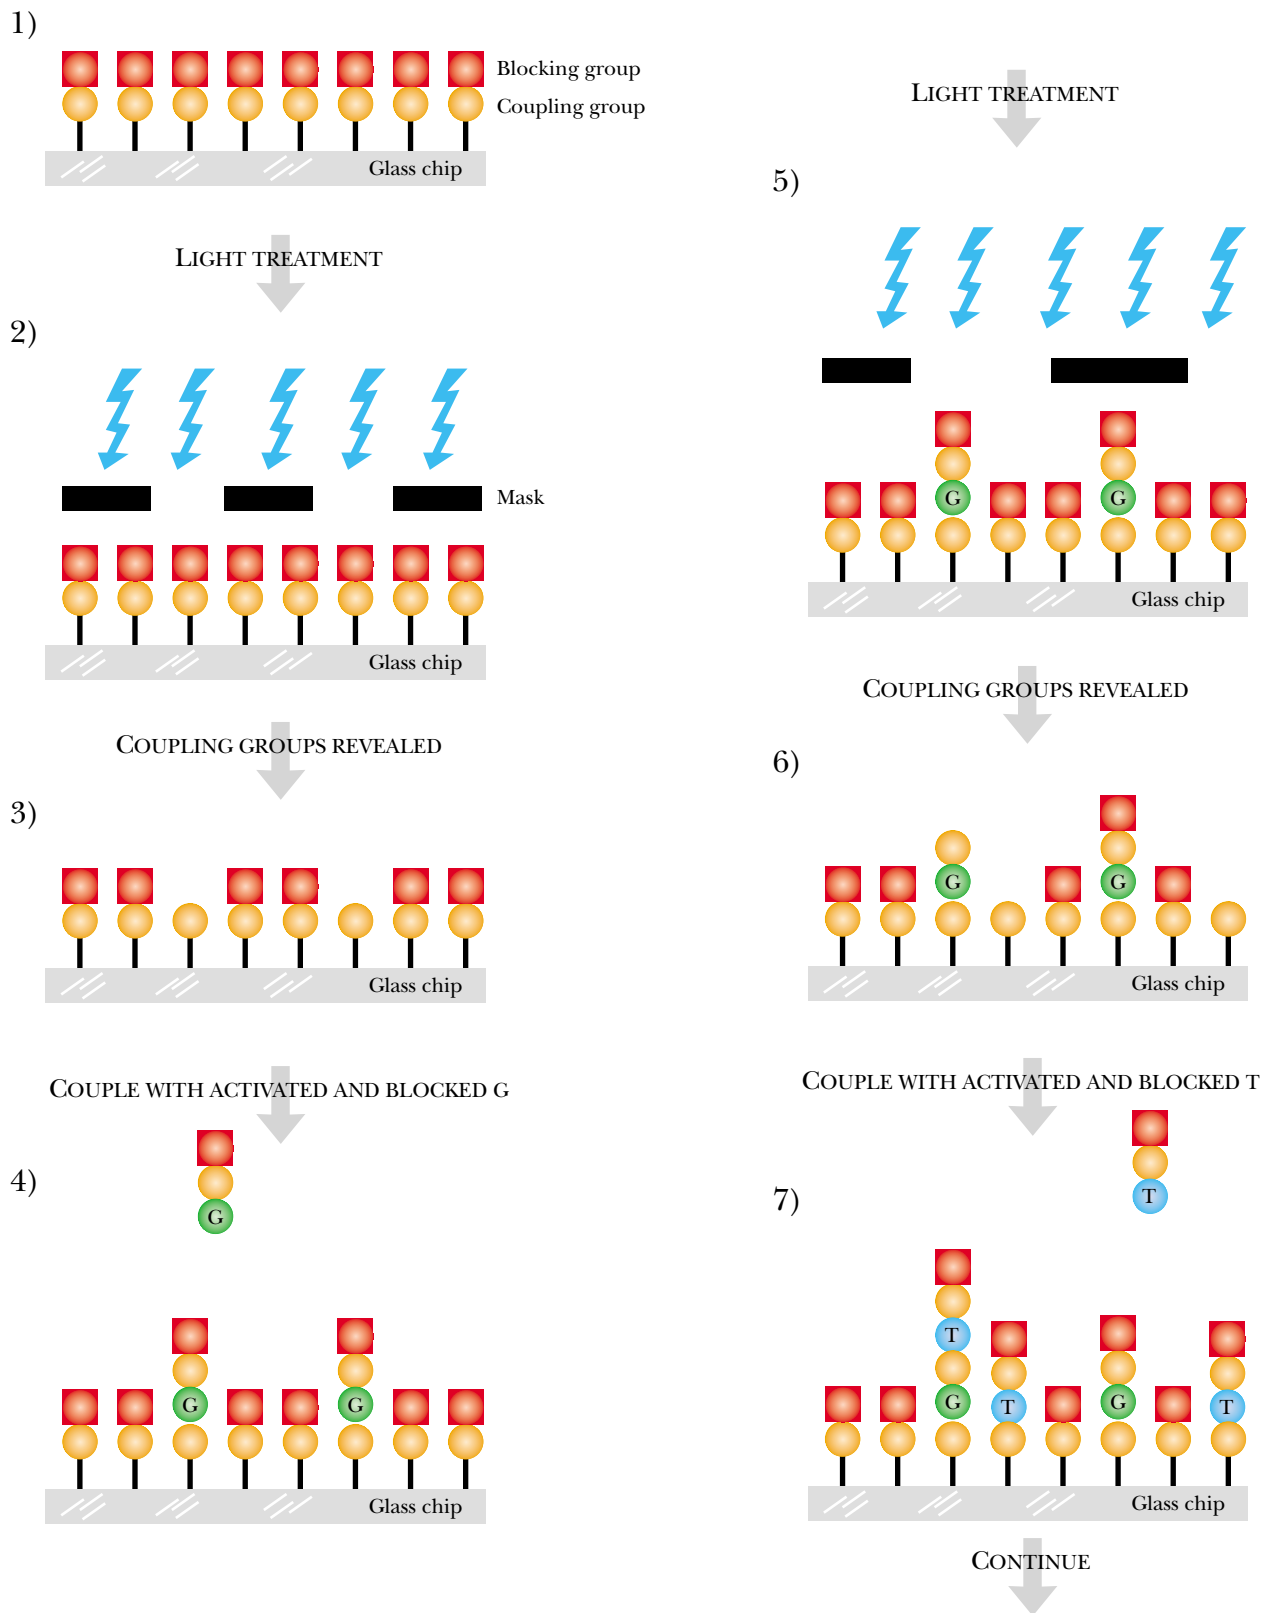 1)
Blocking group
Coupling group
Glass chip
LIGHT TREATMENT
2)
Mask
Glass chip
COUPLING GROUPS REVEALED
3)
Glass chip
COUPLE WITH ACTIVATED AND BLOCKED G
4)
G
G
G
Glass chip
LIGHT TREATMENT
5)
G
G
Glass chip
COUPLING GROUPS REVEALED
6)
G
G
Glass chip
COUPLE WITH ACTIVATED AND BLOCKED T
7)
T
T
G
T
G
T
Glass chip
CONTINUE